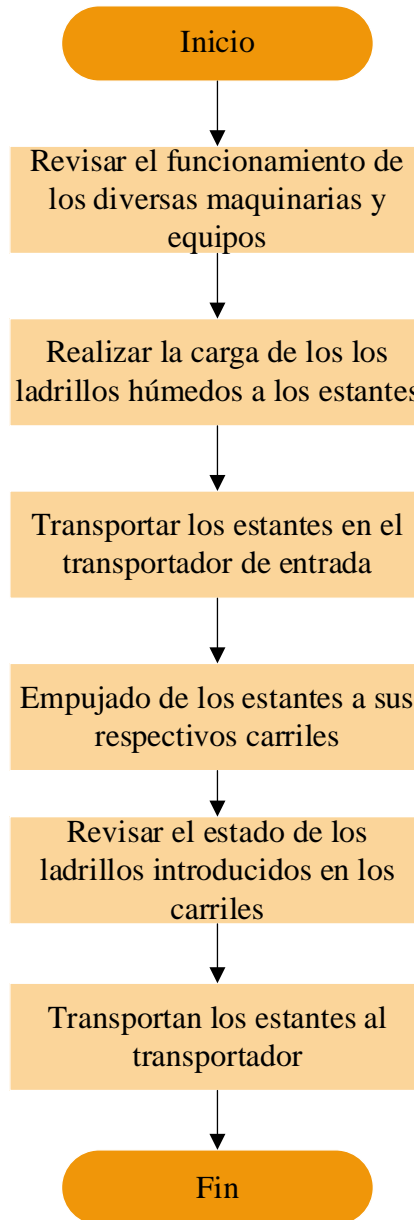 Inicio
Revisar el funcionamiento de
los diversas maquinarias y
equipos
Realizar la carga de los los
ladrillos húmedos a los estantes
Transportar los estantes en el
transportador de entrada
Empujado de los estantes a sus
respectivos carriles
Revisar el estado de los
ladrillos introducidos en los
carriles
Transportan los estantes al
transportador
Fin